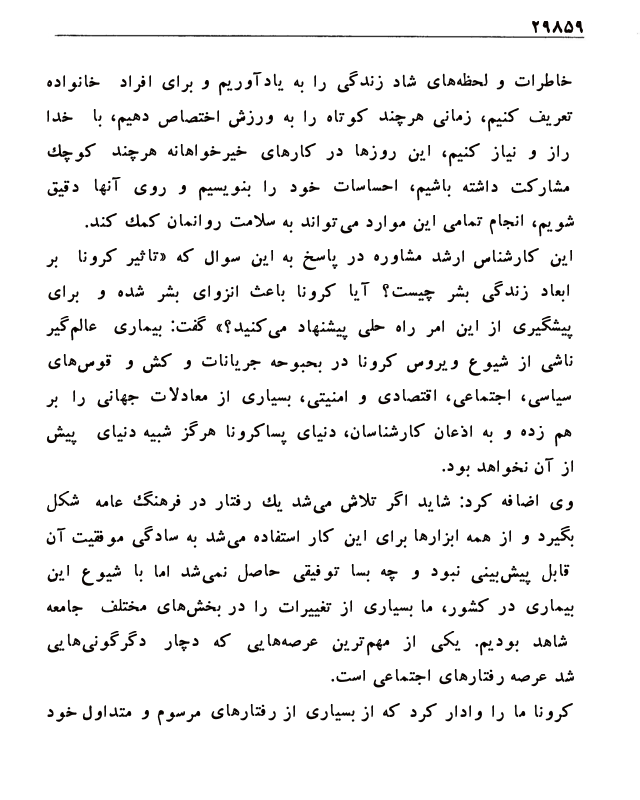 ۲۹۸۵۹
خاطرات و لحظه‌های شاد زندگی را به یادآوریم و برای افراد خانواده
تعریف کنیم، زمانی هرچند کوتاه را به ورزش اختصاص دهیم، با خدا
راز و نیاز کنیم، این روزها در کارهای خیرخواهانه هرچند کوچك
مشارکت داشته باشیم، احساسات خود را بنویسیم و روی آنها دقیق
شویم، انجام تمامی این موارد می‌تواند به سلامت روانمان کمك کند.
این کارشناس ارشد مشاوره در پاسخ به این سوال که «تاثیر کرونا بر
ابعاد زندگی بشر چیست؟ آیا کرونا باعث انزوای بشر شده و برای
پیشگیری از این امر راه حلی پیشنهاد می‌کنید؟» گفت: بیماری عالم‌گیر
ناشی از شیوع ویروس کرونا در بحبوحه جریانات و کش و قوس‌های
سیاسی، اجتماعی، اقتصادی و امنیتی، بسیاری از معادلات جهانی را بر
هم زده و به اذعان کارشناسان، دنیای پساکرونا هرگز شبیه دنیای پیش
از آن نخواهد بود.
وی اضافه کرد: شاید اگر تلاش می‌شد یك رفتار در فرهنگ عامه شکل
بگیرد و از همه ابزارها برای این کار استفاده می‌شد به سادگی موفقیت آن
قابل پیش‌بینی نبود و چه بسا توفیقی حاصل نمی‌شد اما با شیوع این
بیماری در کشور، ما بسیاری از تغییرات را در بخش‌های مختلف جامعه
شاهد بودیم. یکی از مهم‌ترین عرصه‌هایی که دچار دگرگونی‌هایی
شد عرصه رفتارهای اجتماعی است.
کرونا ما را وادار کرد که از بسیاری از رفتارهای مرسوم و متداول خود